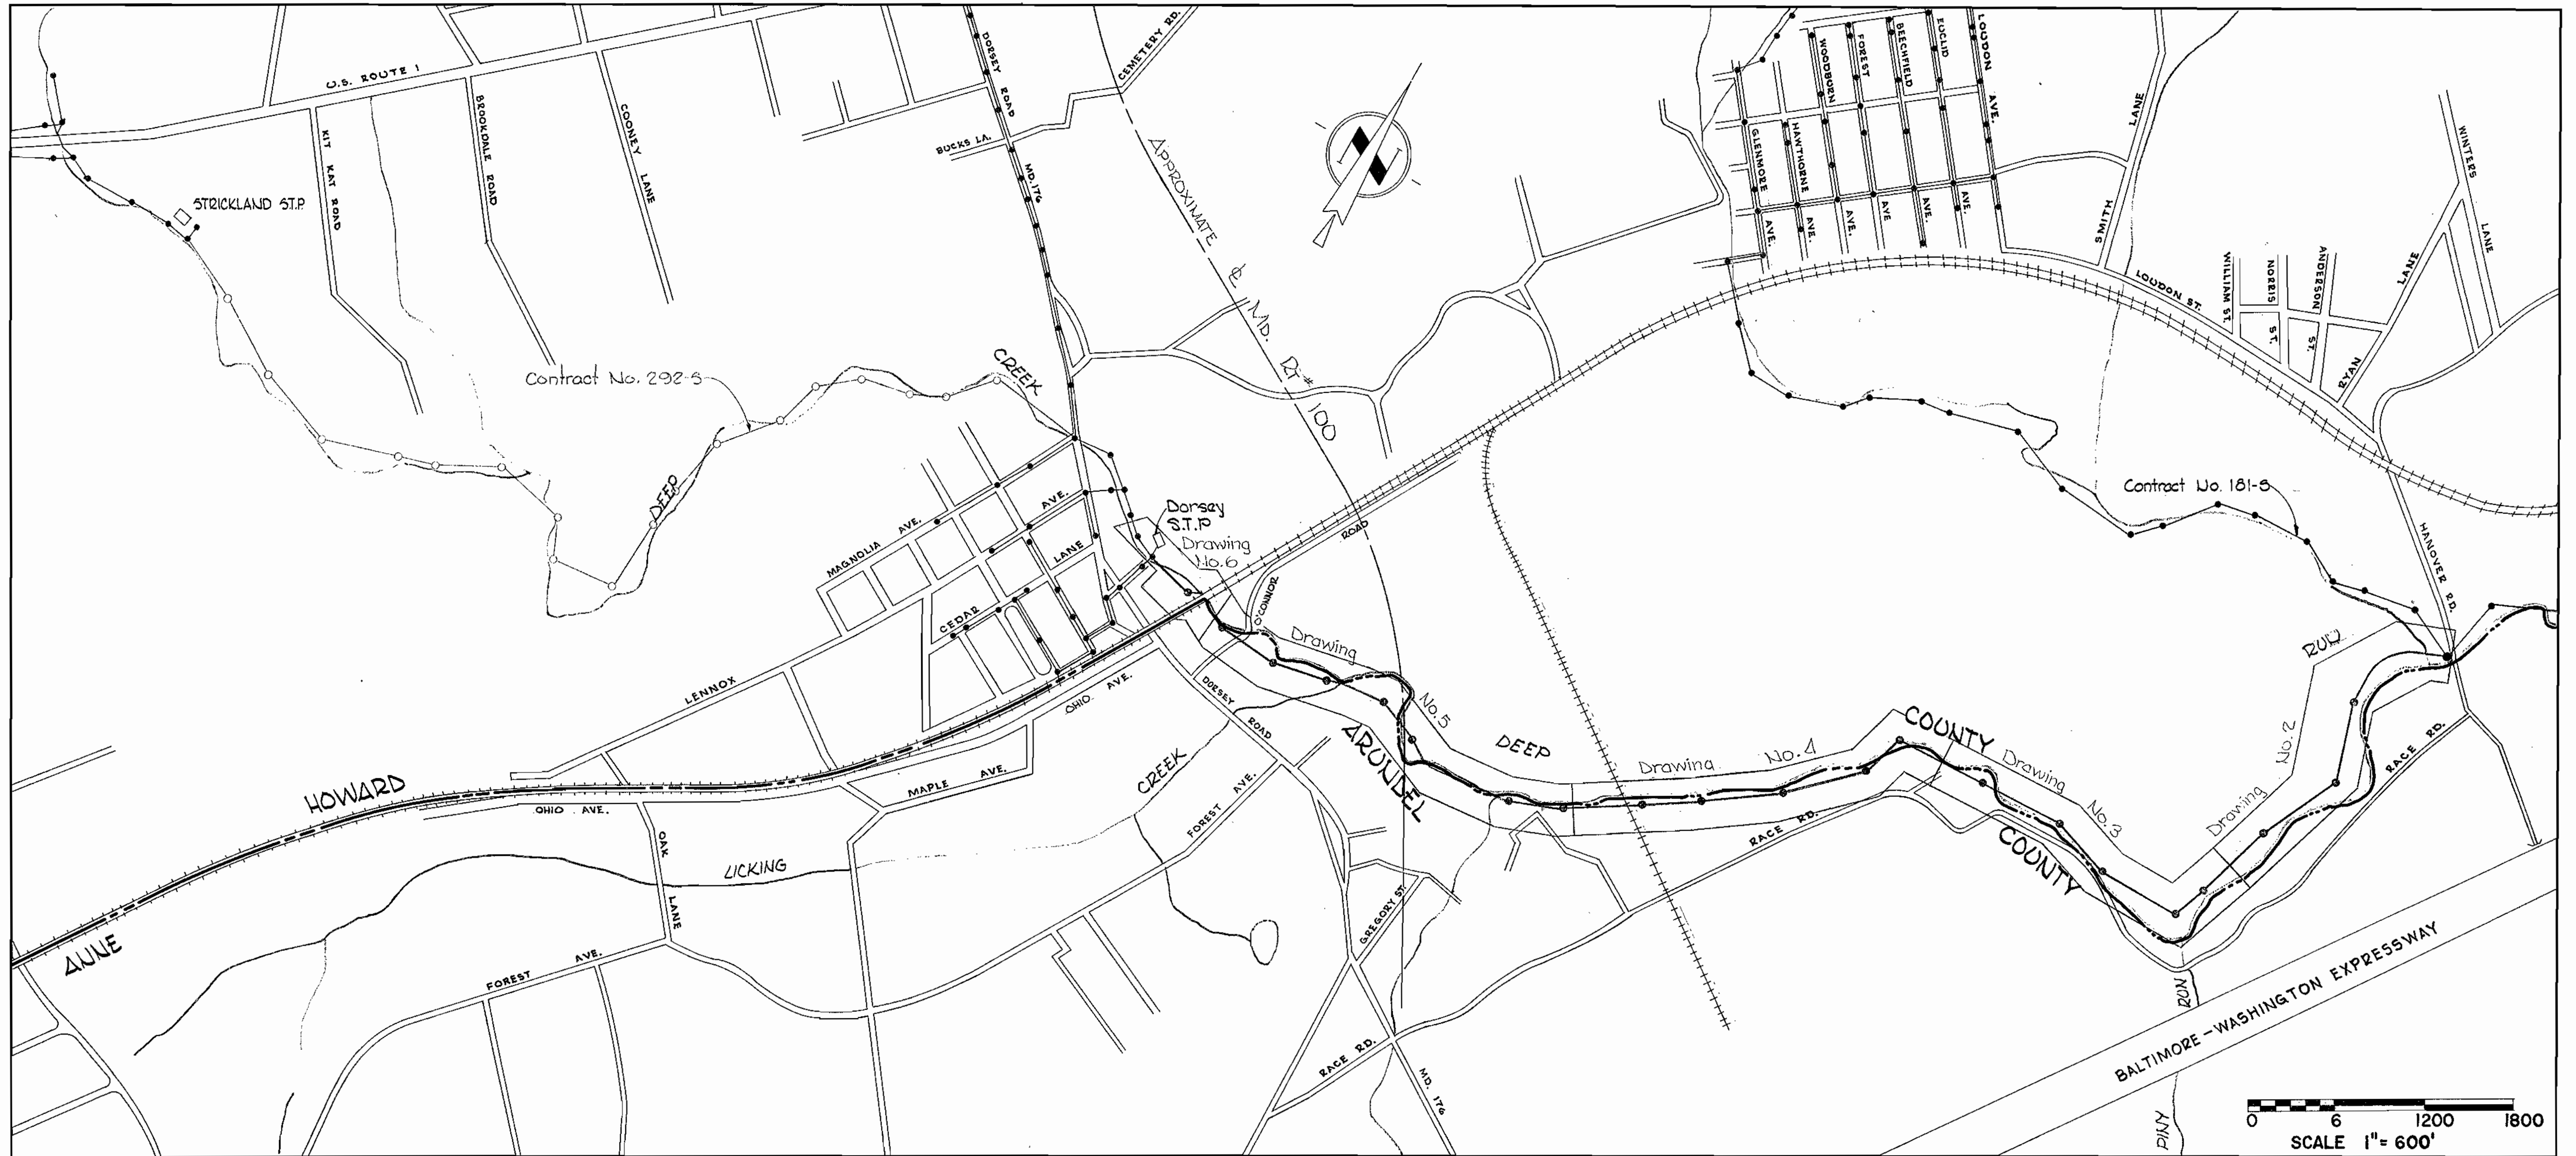 U.S. ROUTE 1
KIT KAT ROAD
BROOKDALE ROAD
COONEY LANE
STRICKLAND S.T.P.
DORSEY ROAD
CEMETERY RD.
BUCKS LA.
MD. 176
APPROXIMATE ℄ MD. Rt # 100
N
WOODBORN AVE.
FOREST AVE
BEECHFIELD AVE.
EUCLID AVE.
LOUDON AVE.
GLENMORE AVE.
HAWTHORNE AVE.
SMITH LANE
WINTERS LANE
LOUDON ST.
WILLIAM ST.
NORRIS ST.
ANDERSON ST.
RYAN LANE
Contract No. 292-S
DEEP CREEK
Contract No. 181-S
HANOVER RD.
MAGNOLIA AVE.
AVE.
CEDAR LANE
Dorsey
S.T.P
Drawing
No.6
O'CONNOR ROAD
LENNOX
OHIO AVE.
DORSEY ROAD
Drawing No.5
DEEP RUN
Drawing No.4
Drawing No.3
Drawing No.2
HOWARD COUNTY
ANNE ARUNDEL COUNTY
OHIO AVE.
MAPLE AVE.
OAK LANE
LICKING CREEK
FOREST AVE.
FOREST AVE.
GREGORY ST.
RACE RD.
RACE RD.
RACE RD.
MD. 176
PINY RUN
BALTIMORE-WASHINGTON EXPRESSWAY
0 6 1200 1800
SCALE 1"= 600'